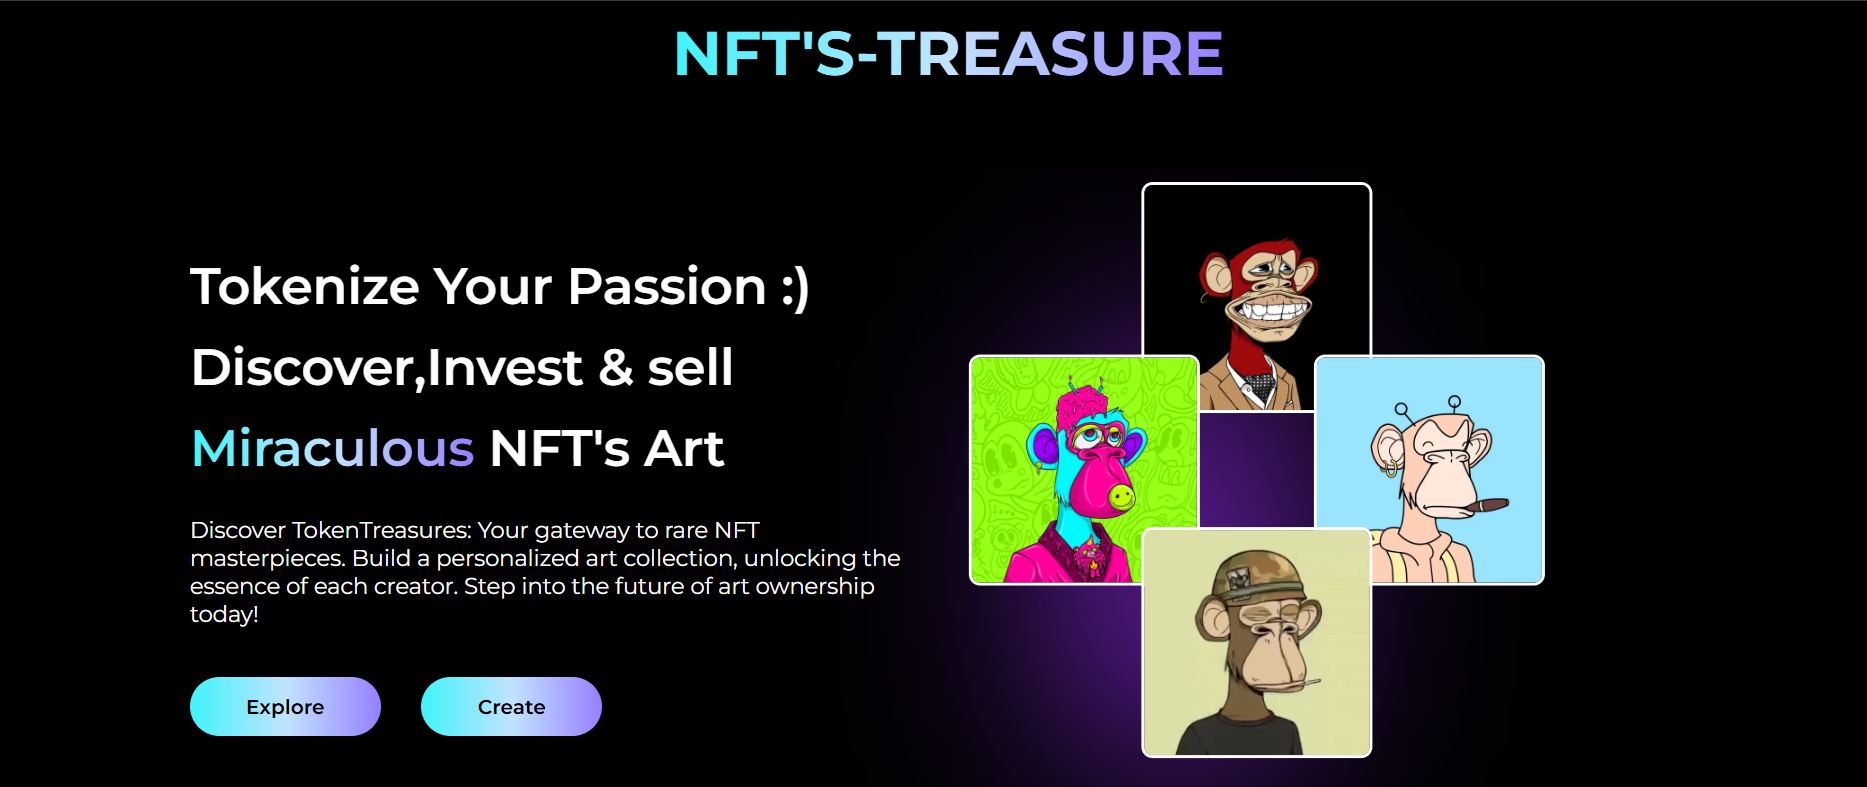 NFT'S-TREASURE
Tokenize Your Passion :)
Discover,Invest & sell
Miraculous NFT's Art
Discover TokenTreasures: Your gateway to rare NFT
masterpieces. Build a personalized art collection, unlocking the
essence of each creator. Step into the future of art ownership
today!
Explore
Create